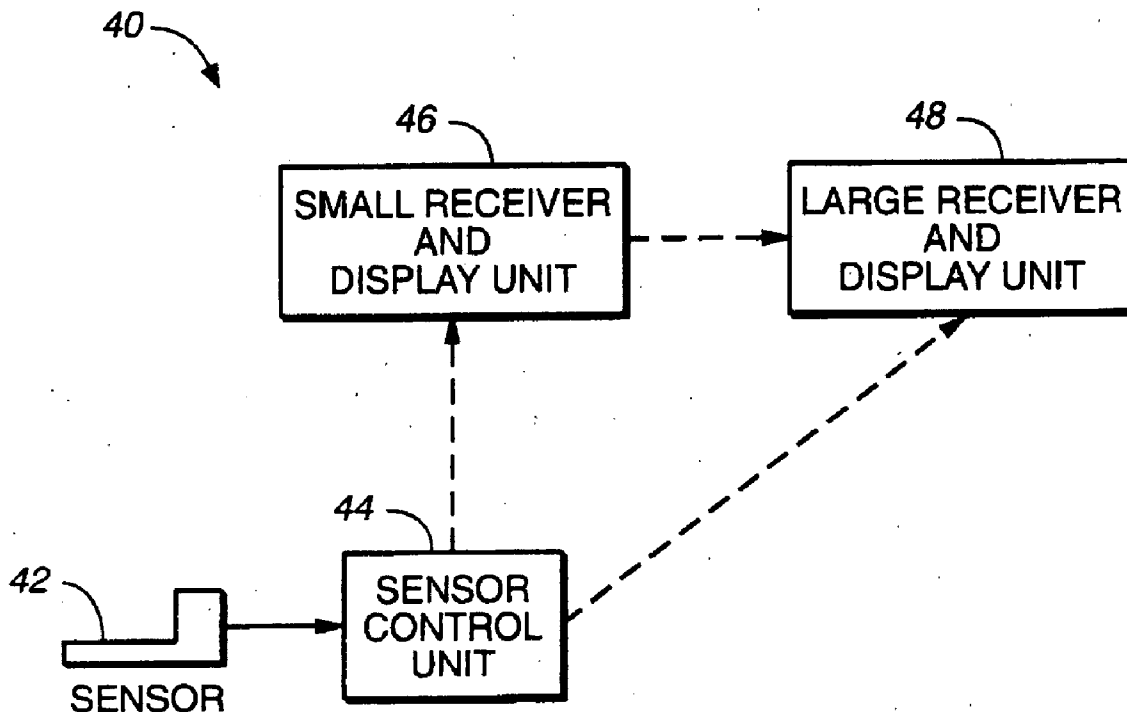 40
46
48
SMALL RECEIVER
AND
DISPLAY UNIT
LARGE RECEIVER
AND
DISPLAY UNIT
44
SENSOR
CONTROL
UNIT
42
SENSOR